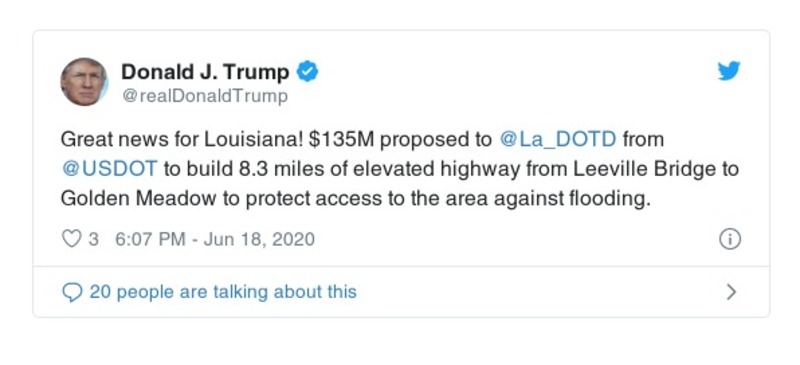 Donald J. Trump
@realDonaldTrump
Great news for Louisiana! $135M proposed to @La_DOTD from
@USDOT to build 8.3 miles of elevated highway from Leeville Bridge to
Golden Meadow to protect access to the area against flooding.
3 6:07 PM - Jun 18, 2020
20 people are talking about this